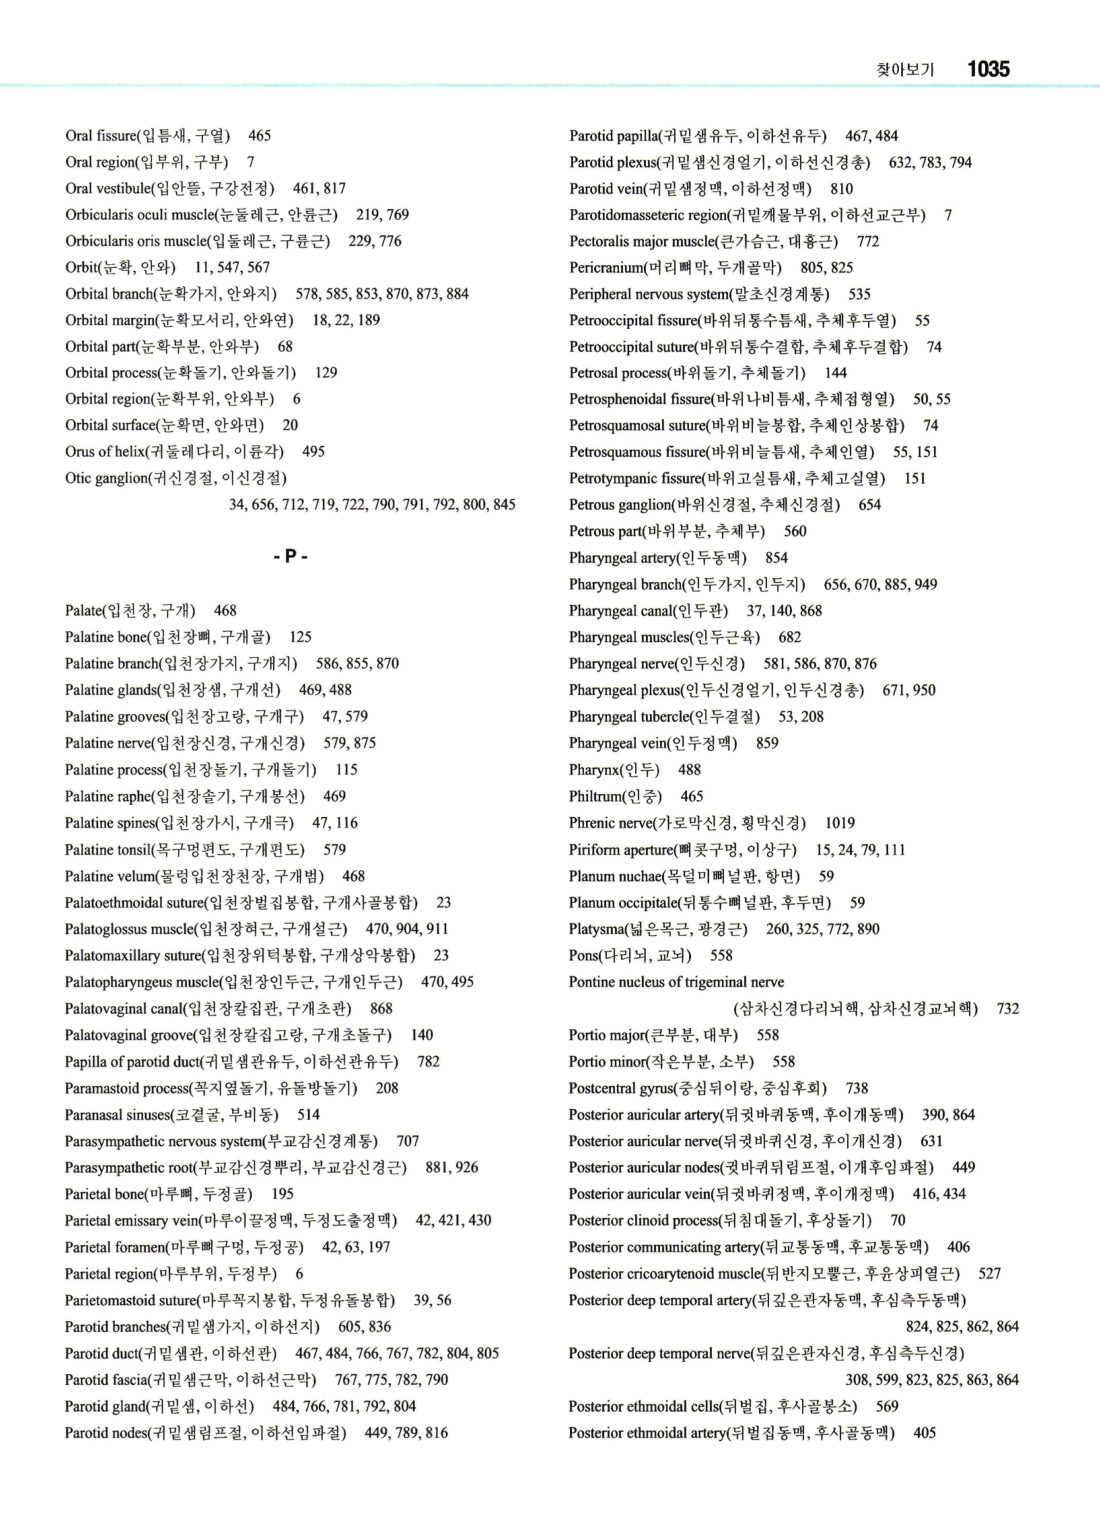 찾아보기 1035
Oral fissure(입틈새, 구열) 465
Oral region(입부위, 구부) 7
Oral vestibule(입안뜰, 구강전정) 461, 817
Orbicularis oculi muscle(눈둘레근, 안륜근) 219, 769
Orbicularis oris muscle(입둘레근, 구륜근) 229, 776
Orbit(눈확, 안와) 11, 547, 567
Orbital branch(눈확가지, 안와지) 578, 585, 853, 870, 873, 884
Orbital margin(눈확모서리, 안와연) 18, 22, 189
Orbital part(눈확부분, 안와부) 68
Orbital process(눈확돌기, 안와돌기) 129
Orbital region(눈확부위, 안와부) 6
Orbital surface(눈확면, 안와면) 20
Orus of helix(귀둘레다리, 이륜각) 495
Otic ganglion(귀신경절, 이신경절)
34, 656, 712, 719, 722, 790, 791, 792, 800, 845
- P -
Palate(입천장, 구개) 468
Palatine bone(입천장뼈, 구개골) 125
Palatine branch(입천장가지, 구개지) 586, 855, 870
Palatine glands(입천장샘, 구개선) 469, 488
Palatine grooves(입천장고랑, 구개구) 47, 579
Palatine nerve(입천장신경, 구개신경) 579, 875
Palatine process(입천장돌기, 구개돌기) 115
Palatine raphe(입천장솔기, 구개봉선) 469
Palatine spines(입천장가시, 구개극) 47, 116
Palatine tonsil(목구멍편도, 구개편도) 579
Palatine velum(물렁입천장천장, 구개범) 468
Palatoethmoidal suture(입천장벌집봉합, 구개사골봉합) 23
Palatoglossus muscle(입천장혀근, 구개설근) 470, 904, 911
Palatomaxillary suture(입천장위턱봉합, 구개상악봉합) 23
Palatopharyngeus muscle(입천장인두근, 구개인두근) 470, 495
Palatovaginal canal(입천장칼집관, 구개초관) 868
Palatovaginal groove(입천장칼집고랑, 구개초돌구) 140
Papilla of parotid duct(귀밑샘관유두, 이하선관유두) 782
Paramastoid process(꼭지옆돌기, 유돌방돌기) 208
Paranasal sinuses(코곁굴, 부비동) 514
Parasympathetic nervous system(부교감신경계통) 707
Parasympathetic root(부교감신경뿌리, 부교감신경근) 881, 926
Parietal bone(마루뼈, 두정골) 195
Parietal emissary vein(마루이끌정맥, 두정도출정맥) 42, 421, 430
Parietal foramen(마루뼈구멍, 두정공) 42, 63, 197
Parietal region(마루부위, 두정부) 6
Parietomastoid suture(마루꼭지봉합, 두정유돌봉합) 39, 56
Parotid branches(귀밑샘가지, 이하선지) 605, 836
Parotid duct(귀밑샘관, 이하선관) 467, 484, 766, 767, 782, 804, 805
Parotid fascia(귀밑샘근막, 이하선근막) 767, 775, 782, 790
Parotid gland(귀밑샘, 이하선) 484, 766, 781, 792, 804
Parotid nodes(귀밑샘림프절, 이하선임파절) 449, 789, 816
Parotid papilla(귀밑샘유두, 이하선유두) 467, 484
Parotid plexus(귀밑샘신경얼기, 이하선신경총) 632, 783, 794
Parotid vein(귀밑샘정맥, 이하선정맥) 810
Parotidomasseteric region(귀밑깨물부위, 이하선교근부) 7
Pectoralis major muscle(큰가슴근, 대흉근) 772
Pericranium(머리뼈막, 두개골막) 805, 825
Peripheral nervous system(말초신경계통) 535
Petrooccipital fissure(바위뒤통수틈새, 추체후두열) 55
Petrooccipital suture(바위뒤통수결합, 추체후두결합) 74
Petrosal process(바위돌기, 추체돌기) 144
Petrosphenoidal fissure(바위나비틈새, 추체접형열) 50, 55
Petrosquamosal suture(바위비늘봉합, 추체인상봉합) 74
Petrosquamous fissure(바위비늘틈새, 추체인열) 55, 151
Petrotympanic fissure(바위고실틈새, 추체고실열) 151
Petrous ganglion(바위신경절, 추체신경절) 654
Petrous part(바위부분, 추체부) 560
Pharyngeal artery(인두동맥) 854
Pharyngeal branch(인두가지, 인두지) 656, 670, 885, 949
Pharyngeal canal(인두관) 37, 140, 868
Pharyngeal muscles(인두근육) 682
Pharyngeal nerve(인두신경) 581, 586, 870, 876
Pharyngeal plexus(인두신경얼기, 인두신경총) 671, 950
Pharyngeal tubercle(인두결절) 53, 208
Pharyngeal vein(인두정맥) 859
Pharynx(인두) 488
Philtrum(인중) 465
Phrenic nerve(가로막신경, 횡막신경) 1019
Piriform aperture(뼈콧구멍, 이상구) 15, 24, 79, 111
Planum nuchae(목덜미뼈널판, 항면) 59
Planum occipitale(뒤통수뼈널판, 후두면) 59
Platysma(넓은목근, 광경근) 260, 325, 772, 890
Pons(다리뇌, 교뇌) 558
Pontine nucleus of trigeminal nerve
(삼차신경다리뇌핵, 삼차신경교뇌핵) 732
Portio major(큰부분, 대부) 558
Portio minor(작은부분, 소부) 558
Postcentral gyrus(중심뒤이랑, 중심후회) 738
Posterior auricular artery(뒤귓바퀴동맥, 후이개동맥) 390, 864
Posterior auricular nerve(뒤귓바퀴신경, 후이개신경) 631
Posterior auricular nodes(귓바퀴뒤림프절, 이개후임파절) 449
Posterior auricular vein(뒤귓바퀴정맥, 후이개정맥) 416, 434
Posterior clinoid process(뒤침대돌기, 후상돌기) 70
Posterior communicating artery(뒤교통동맥, 후교통동맥) 406
Posterior cricoarytenoid muscle(뒤반지모뿔근, 후윤상피열근) 527
Posterior deep temporal artery(뒤깊은관자동맥, 후심측두동맥)
824, 825, 862, 864
Posterior deep temporal nerve(뒤깊은관자신경, 후심측두신경)
308, 599, 823, 825, 863, 864
Posterior ethmoidal cells(뒤벌집, 후사골봉소) 569
Posterior ethmoidal artery(뒤벌집동맥, 후사골동맥) 405